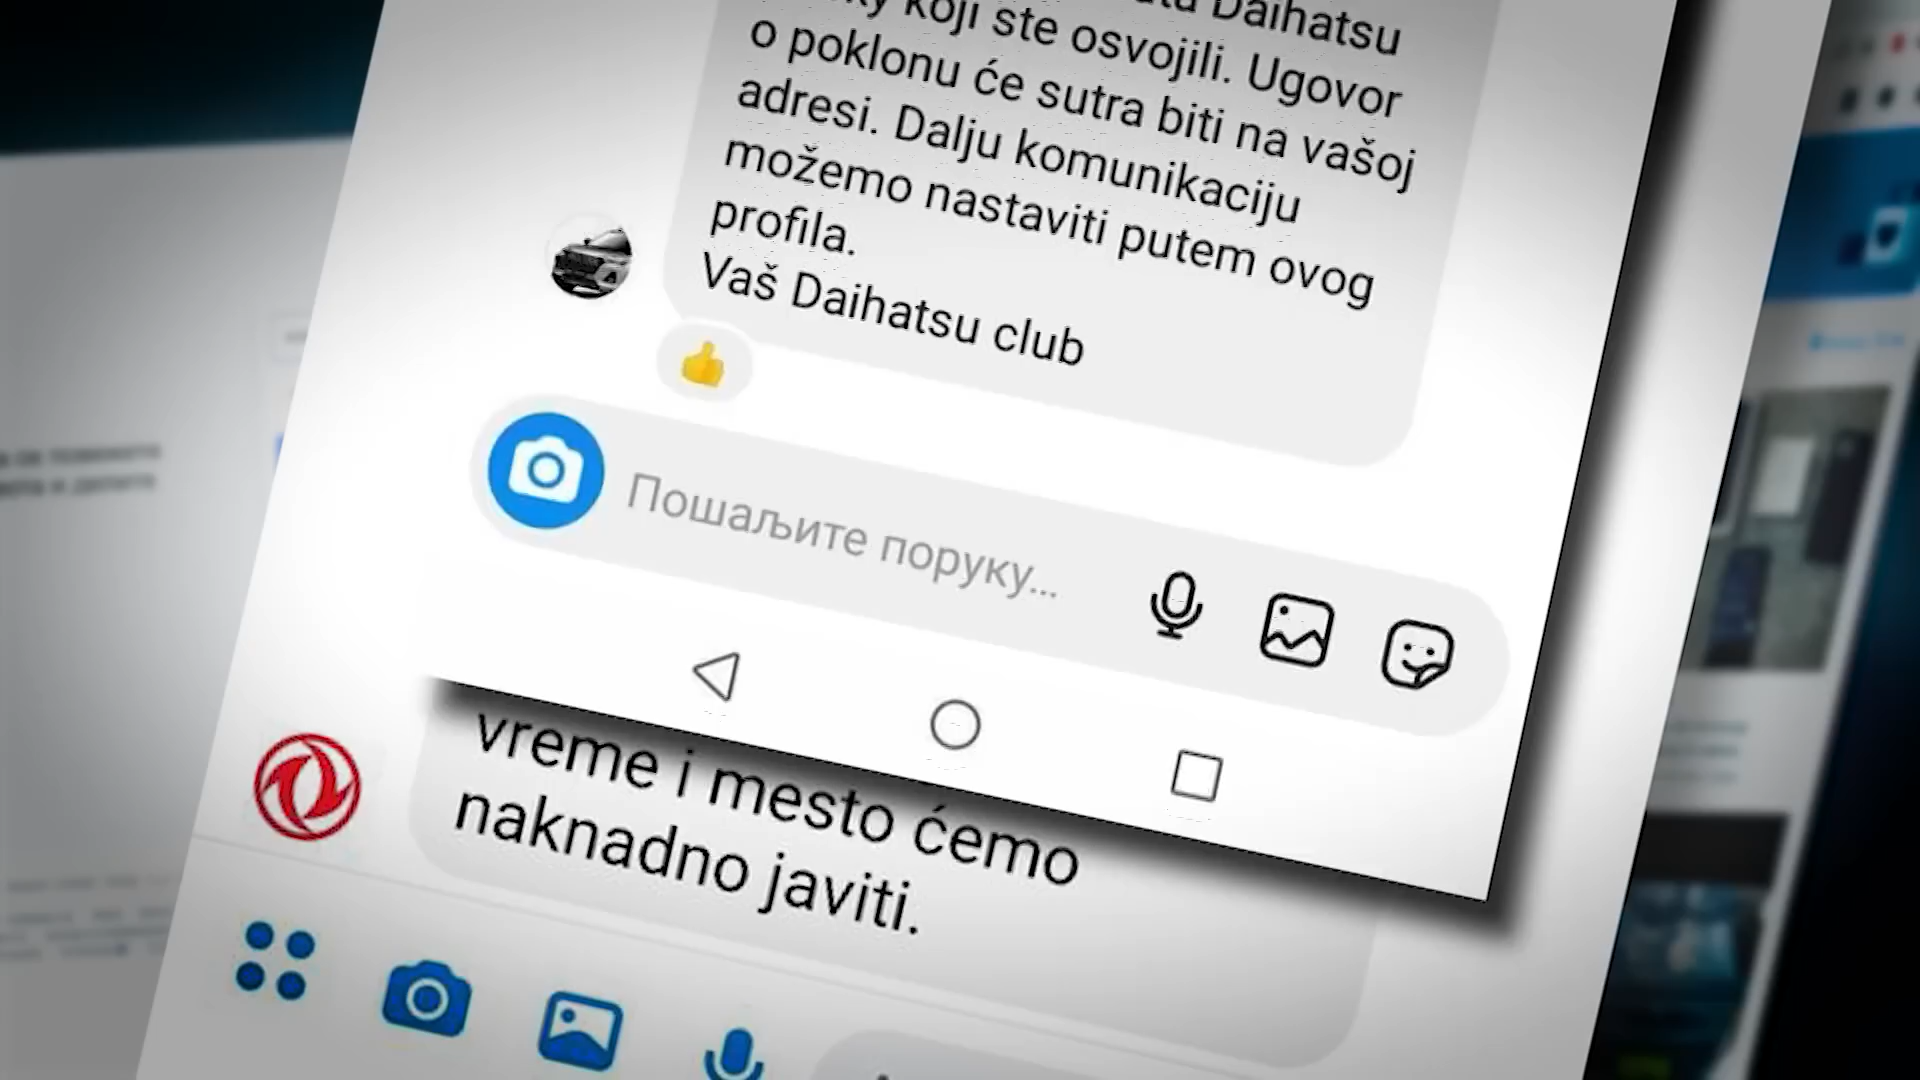 Daihatsu
koji ste osvojili. Ugovor
o poklonu će sutra biti na vašoj
adresi. Dalju komunikaciju
možemo nastaviti putem ovog
profila.
Vaš Daihatsu club
Пошаљите поруку...
vreme i mesto ćemo
naknadno javiti.